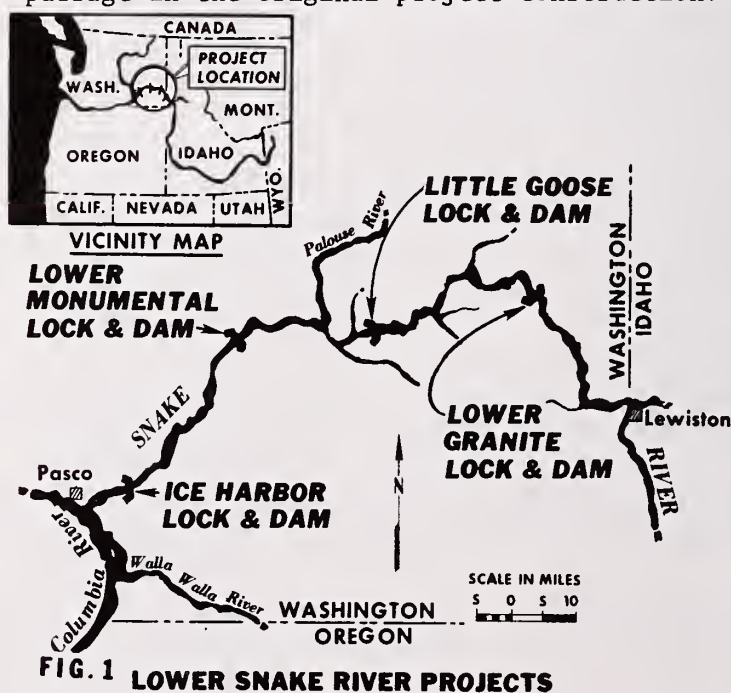 passage in the original project construction.
CANADA
PROJECT
LOCATION
WASH.
MONT.
OREGON
IDAHO
WYO.
CALIF.
NEVADA
UTAH
VICINITY MAP
LITTLE GOOSE
LOCK & DAM
Palouse River
LOWER
MONUMENTAL
LOCK & DAM
WASHINGTON
IDAHO
SNAKE
RIVER
LOWER
GRANITE
LOCK & DAM
Lewiston
Pasco
ICE HARBOR
LOCK & DAM
N
Columbia River
Walla Walla River
SCALE IN MILES
5 0 5 10
WASHINGTON
OREGON
FIG. 1 LOWER SNAKE RIVER PROJECTS